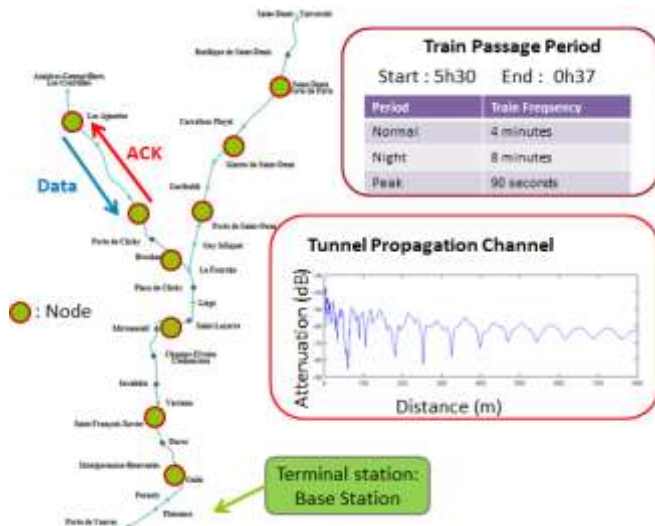 Saint-Denis - Université
Basilique de Saint-Denis
Saint-Denis
Porte de Paris
Carrefour Pleyel
Mairie de Saint-Ouen
Garibaldi
Porte de Saint-Ouen
Guy Môquet
La Fourche
Place de Clichy
Liège
Saint-Lazare
Les Agnettes
Porte de Clichy
Brochant
Miromesnil
Champs-Elysées
Clemenceau
Invalides
Varenne
Saint-François-Xavier
Duroc
Gaîté
Pernety
Plaisance
Porte de Vanves
ACK
Data
: Node
Train Passage Period
Start : 5h30 End : 0h37
Period Train Frequency
Normal 4 minutes
Night 8 minutes
Peak 90 seconds
Tunnel Propagation Channel
Attenuation (dB)
Distance (m)
Terminal station:
Base Station